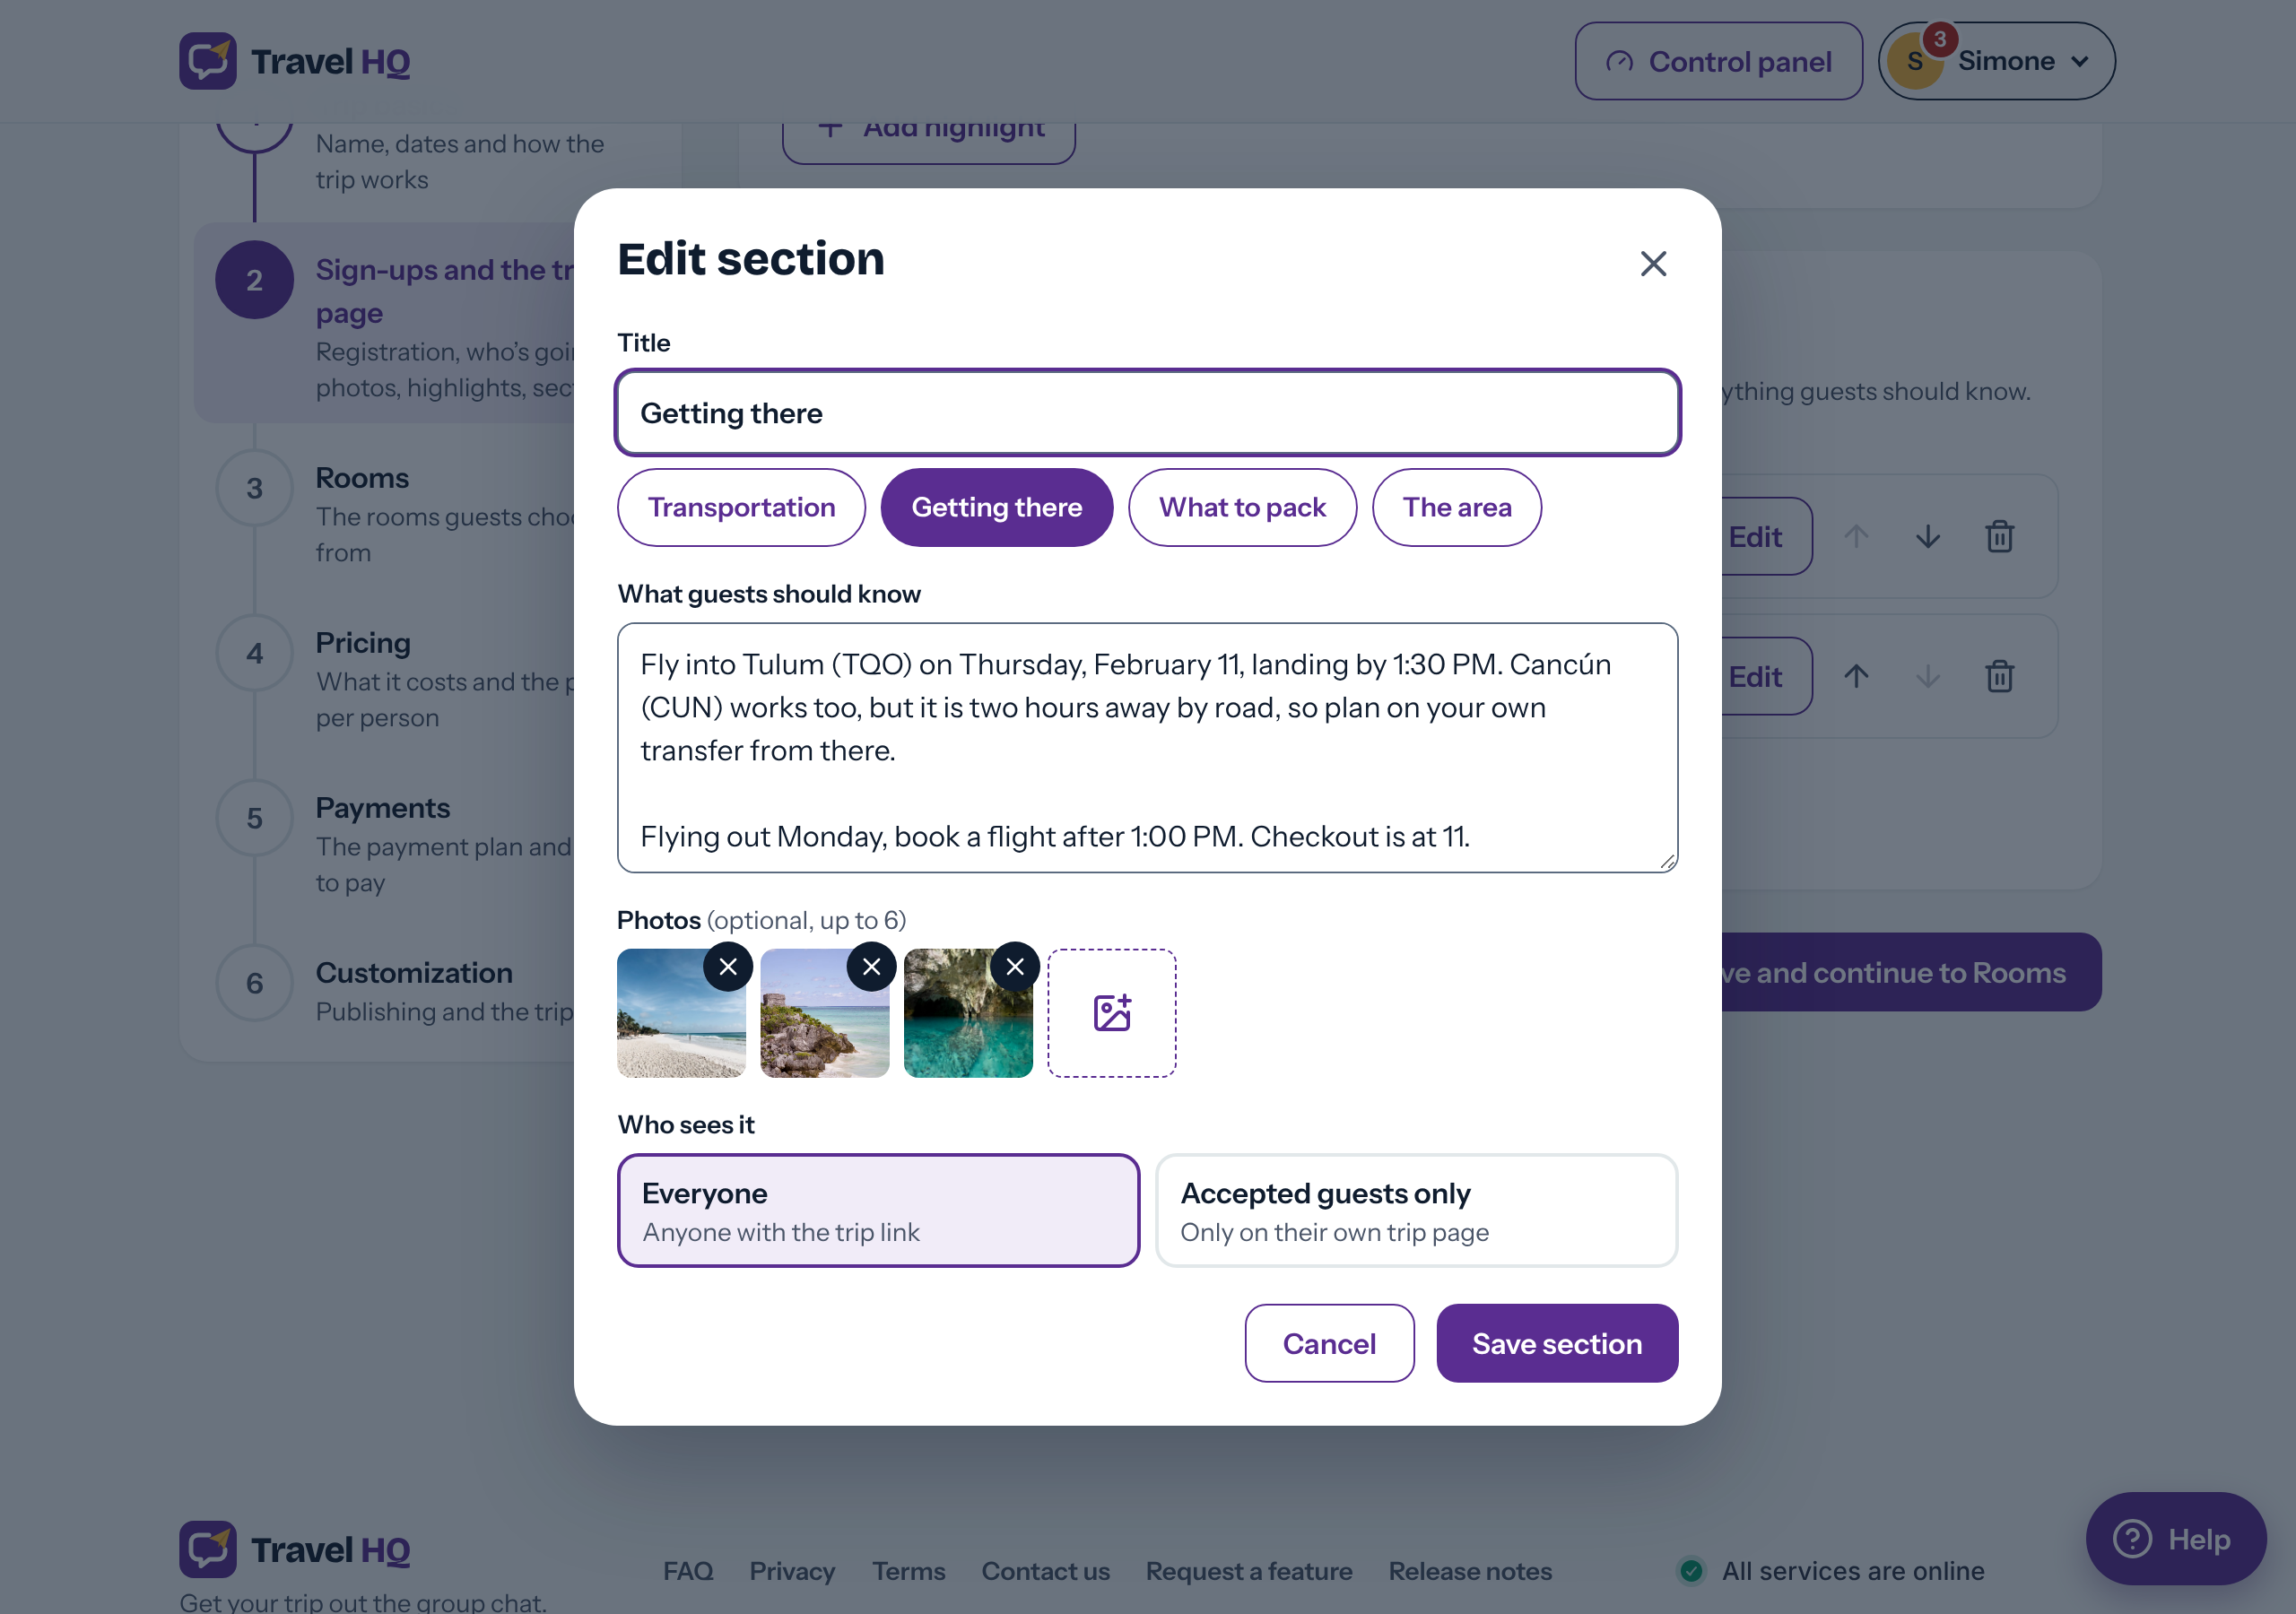 Travel HQ
Control panel
S
3
Simone
Name, dates and how the
trip works
Add highlight
2
Sign-ups and the tr
page
Registration, who's goi
photos, highlights, sec
3
Rooms
The rooms guests choo
from
4
Pricing
What it costs and the p
per person
5
Payments
The payment plan and
to pay
6
Customization
Publishing and the trip
Edit section
Title
Getting there
Transportation
Getting there
What to pack
The area
What guests should know
Fly into Tulum (TQO) on Thursday, February 11, landing by 1:30 PM. Cancún
(CUN) works too, but it is two hours away by road, so plan on your own
transfer from there.
Flying out Monday, book a flight after 1:00 PM. Checkout is at 11.
Photos (optional, up to 6)
Who sees it
Everyone
Anyone with the trip link
Accepted guests only
Only on their own trip page
Cancel
Save section
ything guests should know.
Edit
Edit
ve and continue to Rooms
Travel HQ
Get your trip out the group chat.
FAQ
Privacy
Terms
Contact us
Request a feature
Release notes
All services are online
Help